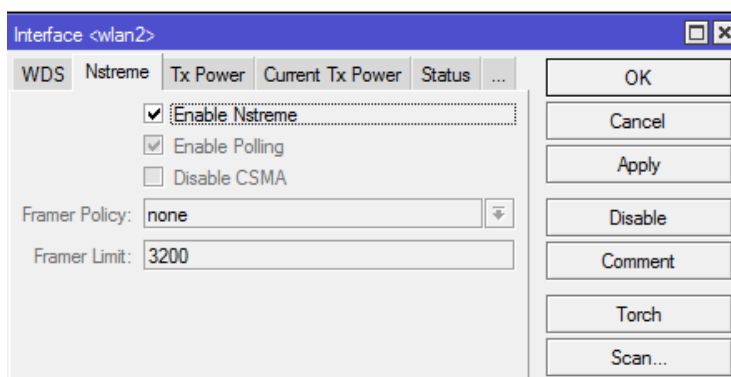 Interface <wlan2>
WDS Nstreme Tx Power Current Tx Power Status ...
Enable Nstreme
Enable Polling
Disable CSMA
Framer Policy: none
Framer Limit: 3200
OK
Cancel
Apply
Disable
Comment
Torch
Scan...